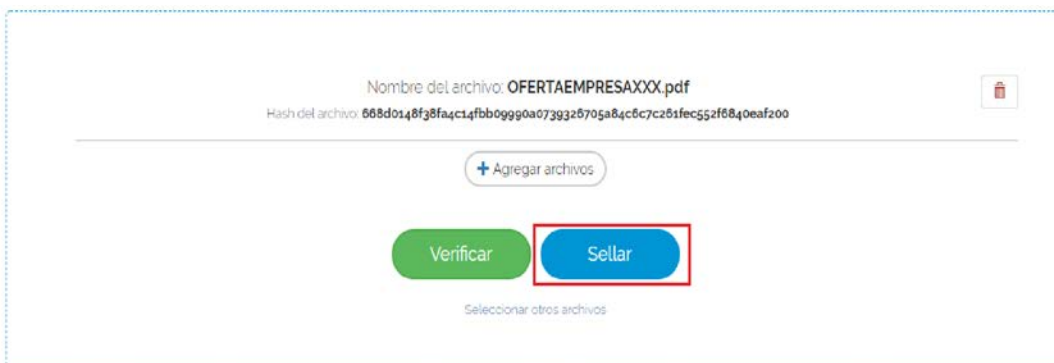 Nombre del archivo: OFERTAEMPRESAXXX.pdf
Hash del archivo: 668d0148f38fa4c14fbb09990a0739326705a84c6c7c261fec552f6840eaf200
+ Agregar archivos
Verificar Sellar
Seleccionar otros archivos